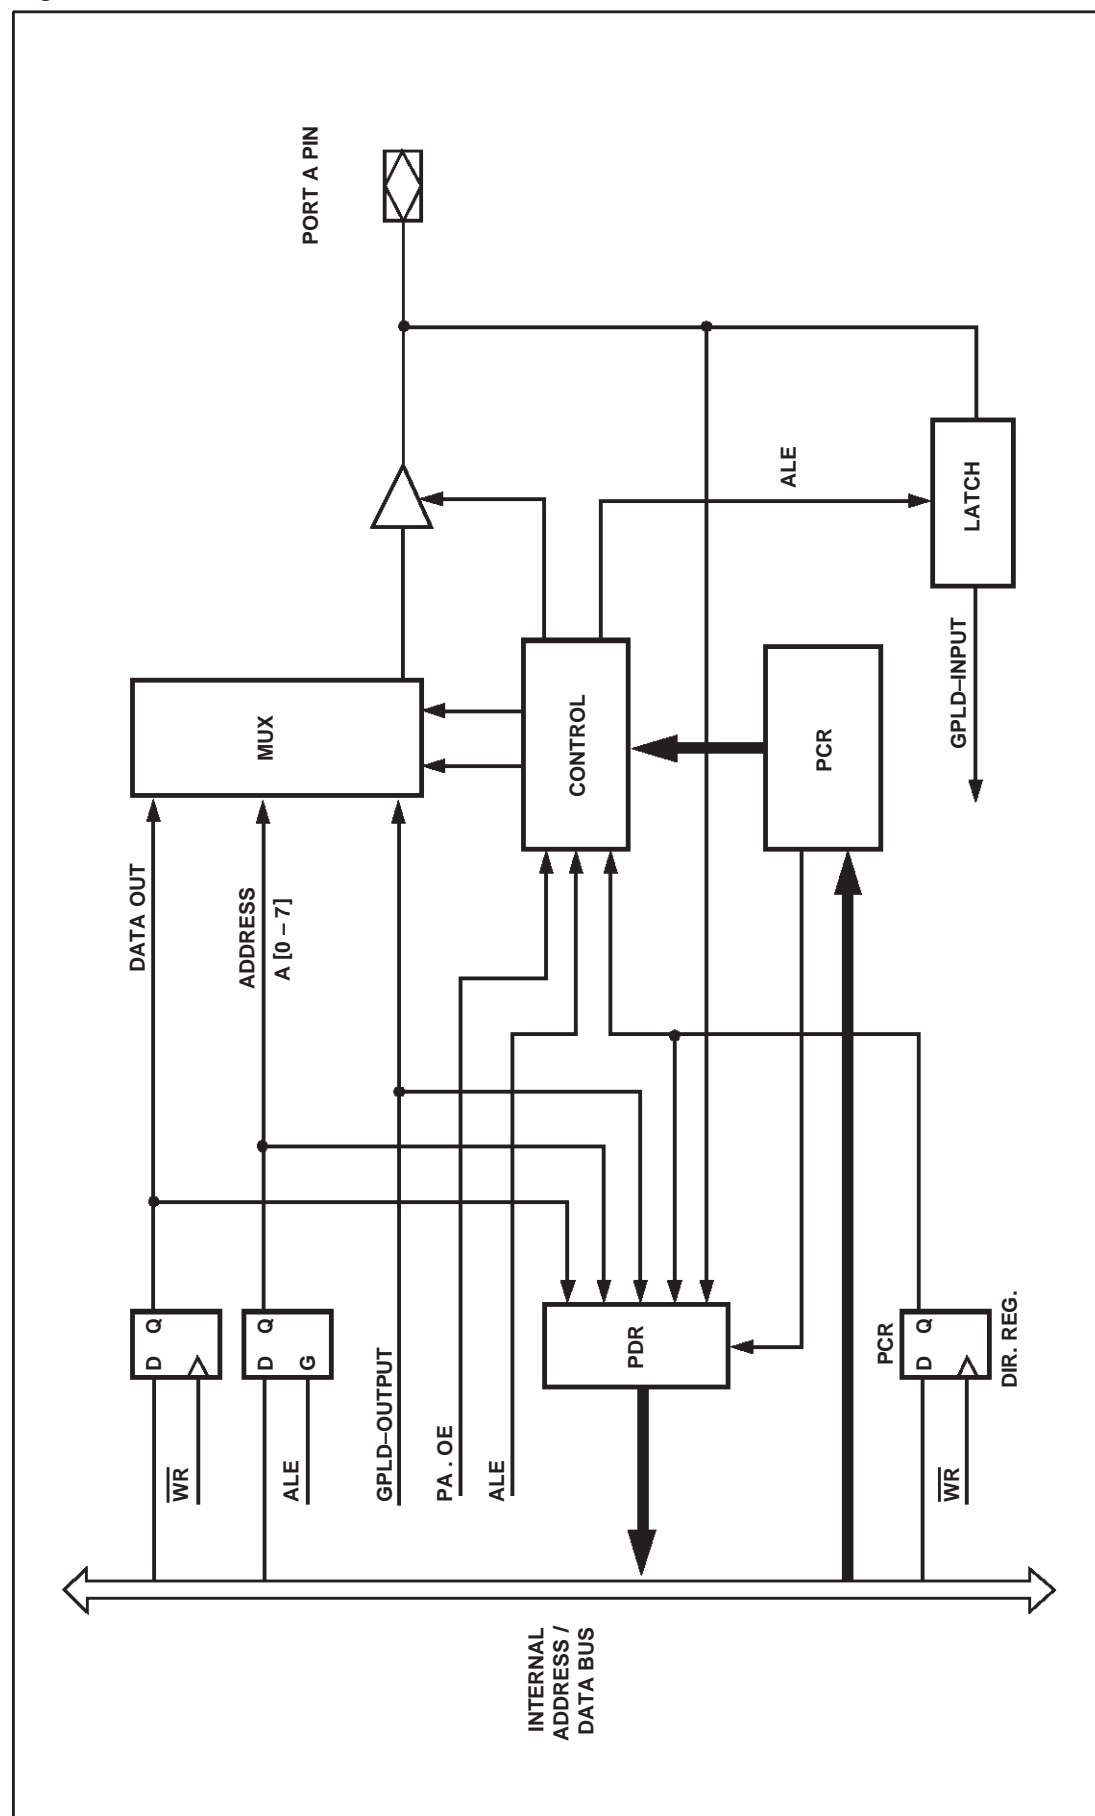 PORT A PIN
DATA OUT
ADDRESS
A [0 – 7]
MUX
CONTROL
PCR
ALE
LATCH
GPLD–INPUT
D Q
D Q
G
WR
ALE
GPLD–OUTPUT
PA . OE
ALE
PDR
PCR
D Q
DIR. REG.
WR
INTERNAL
ADDRESS /
DATA BUS